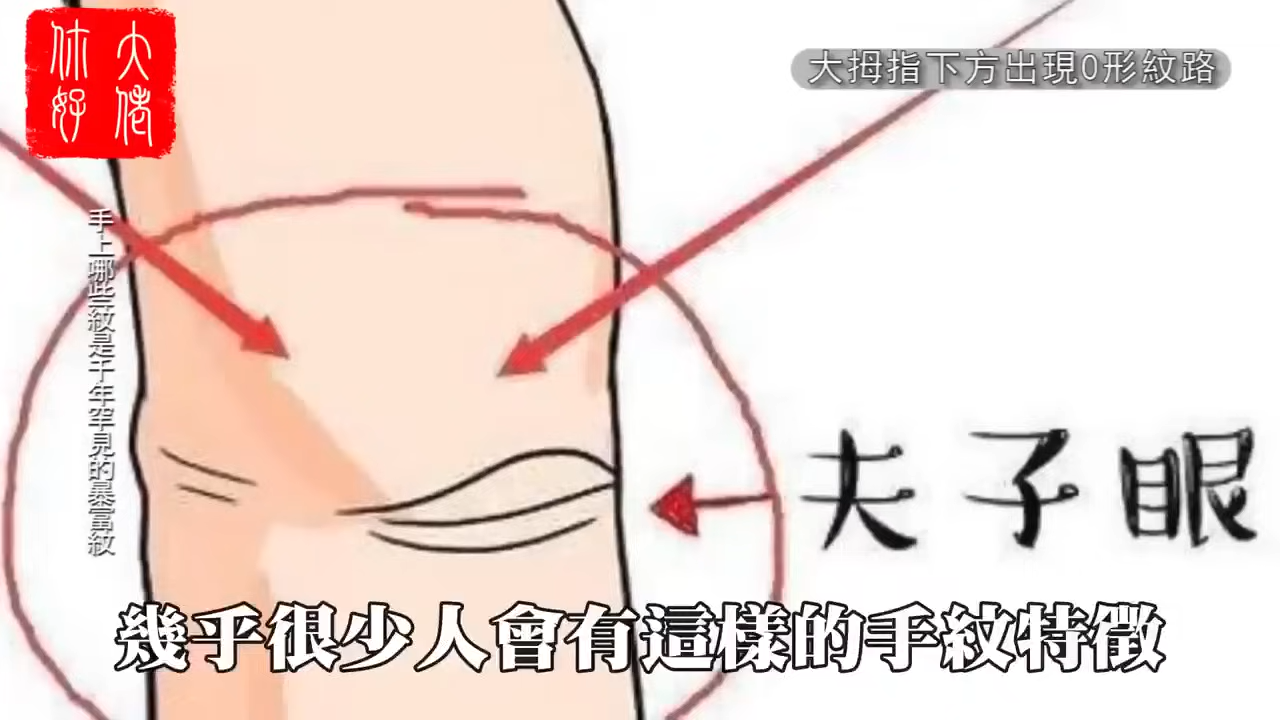 大佬
你好
大拇指下方出現O形紋路
手上哪些紋是千年罕見的暴富紋
夫子眼
幾乎很少人會有這樣的手紋特徵